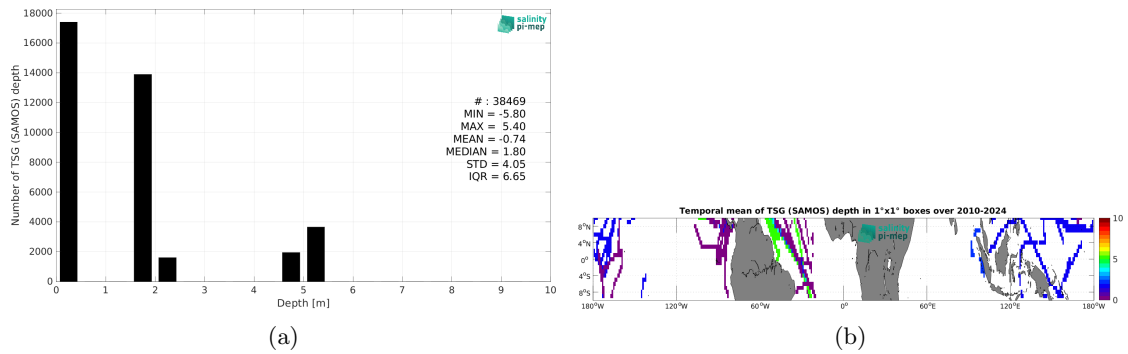 18000
16000
14000
12000
10000
8000
6000
4000
2000
0
Number of TSG (SAMOS) depth
0 1 2 3 4 5 6 7 8 9 10
Depth [m]
salinity
pi-mep
# : 38469
MIN = -5.80
MAX = 5.40
MEAN = -0.74
MEDIAN = 1.80
STD = 4.05
IQR = 6.65
(a)
Temporal mean of TSG (SAMOS) depth in 1°x1° boxes over 2010-2024
salinity
pi-mep
8°N
4°N
0°
4°S
8°S
180°W 120°W 60°W 0° 60°E 120°E 180°W
10
5
0
(b)